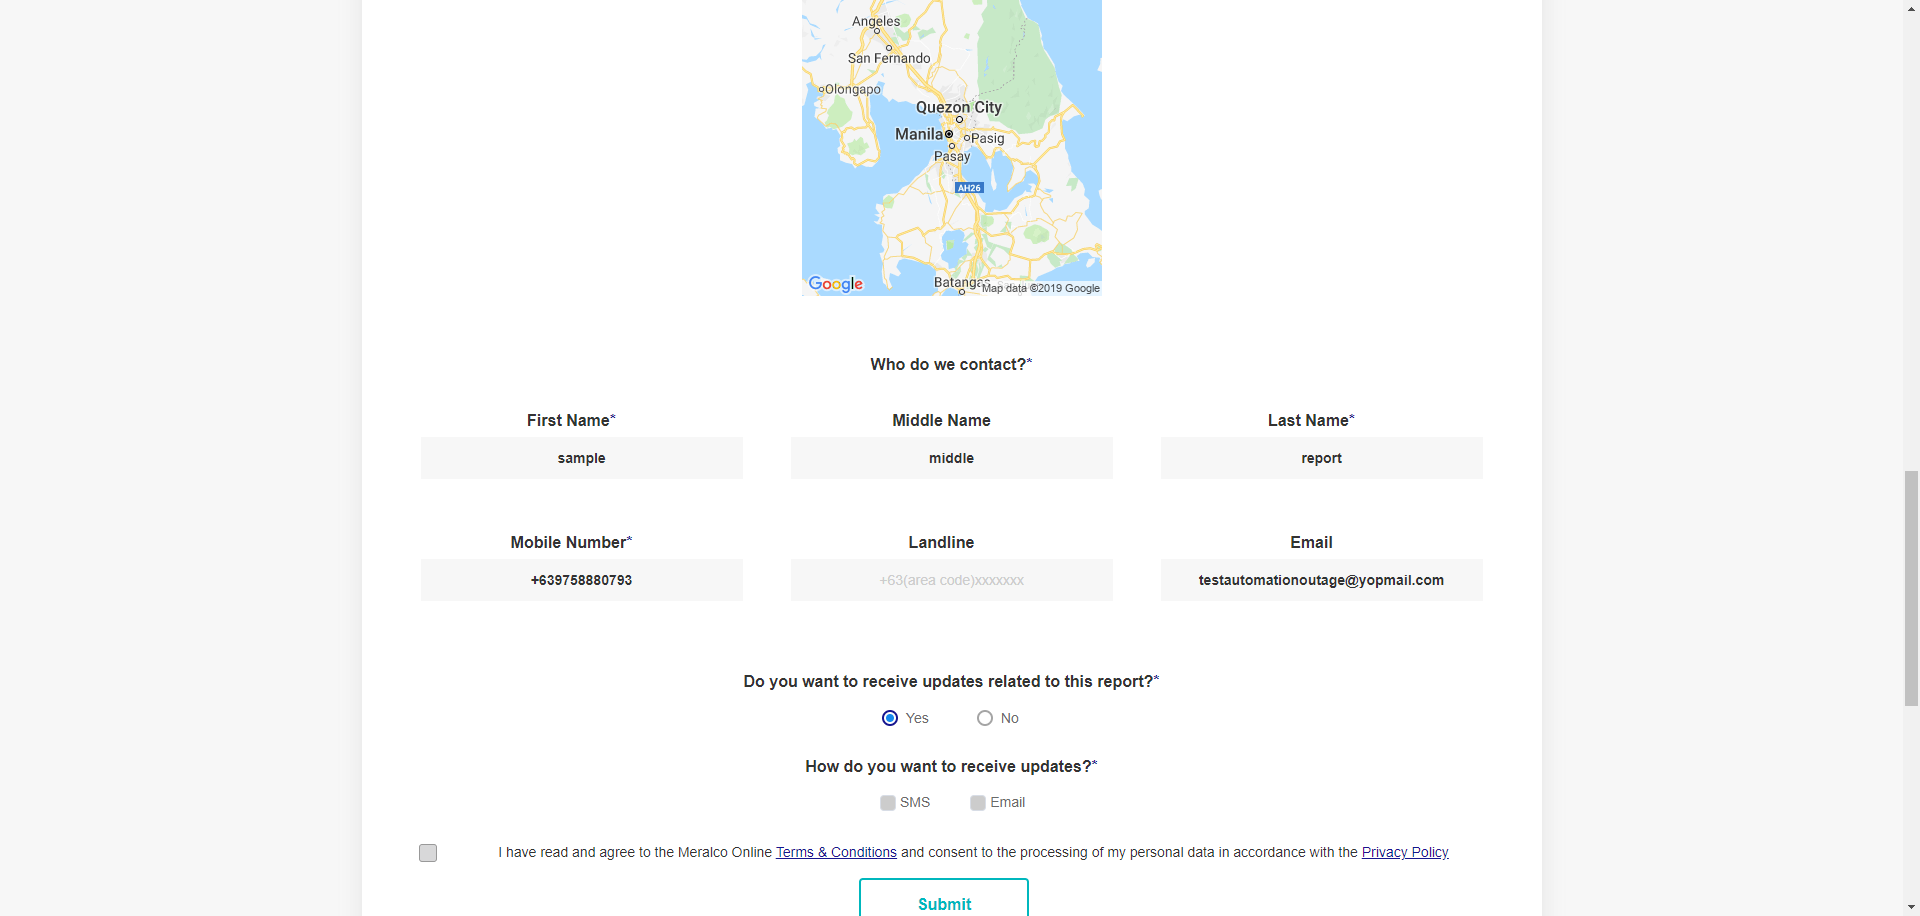 Angeles
San Fernando
Olongapo
Quezon City
Manila
Pasig
Pasay
AH26
Batangas
Google
Map data ©2019 Google
Who do we contact?*
First Name*
Middle Name
Last Name*
sample
middle
report
Mobile Number*
Landline
Email
+639758880793
+63(area code)xxxxxxx
testautomationoutage@yopmail.com
Do you want to receive updates related to this report?*
Yes
No
How do you want to receive updates?*
SMS
Email
I have read and agree to the Meralco Online Terms & Conditions and consent to the processing of my personal data in accordance with the Privacy Policy
Submit